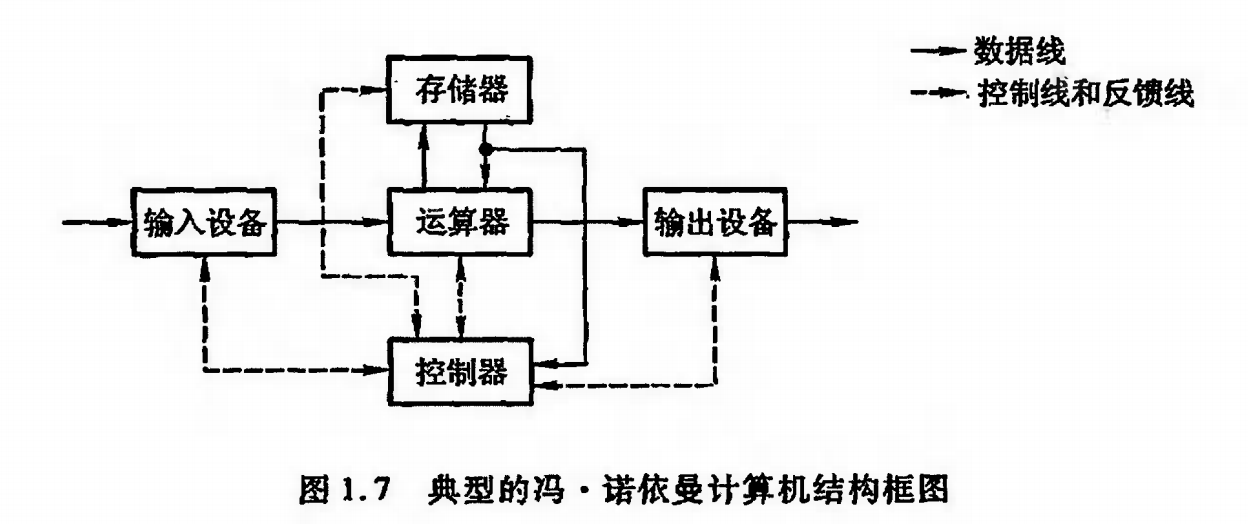 数据线
控制线和反馈线
存储器
输入设备
运算器
输出设备
控制器
图1.7 典型的冯·诺依曼计算机结构框图